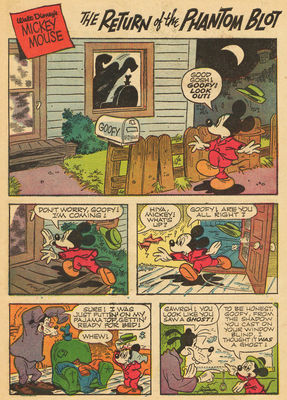 Walt Disney's
MICKEY
MOUSE
THE RETURN of the PHANTOM BLOT
GOOD
GOSH!
GOOFY!
LOOK
OUT!
GOOFY
DON'T WORRY, GOOFY!
I'M COMING!
HIYA,
MICKEY!
WHAT'S
UP?
GOOFY! ARE YOU
ALL RIGHT?
SURE! I WAS
JUST PUTTIN' ON MY
PAJAMA TOP, GETTIN'
READY FOR BED!
WHEW!
GAWRSH! YOU
LOOK LIKE YOU
SAW A GHOST!
TO BE HONEST,
GOOFY, FROM
THE SHADOW
YOU CAST ON
YOUR WINDOW
BLIND, I
THOUGHT IT WAS
A GHOST!